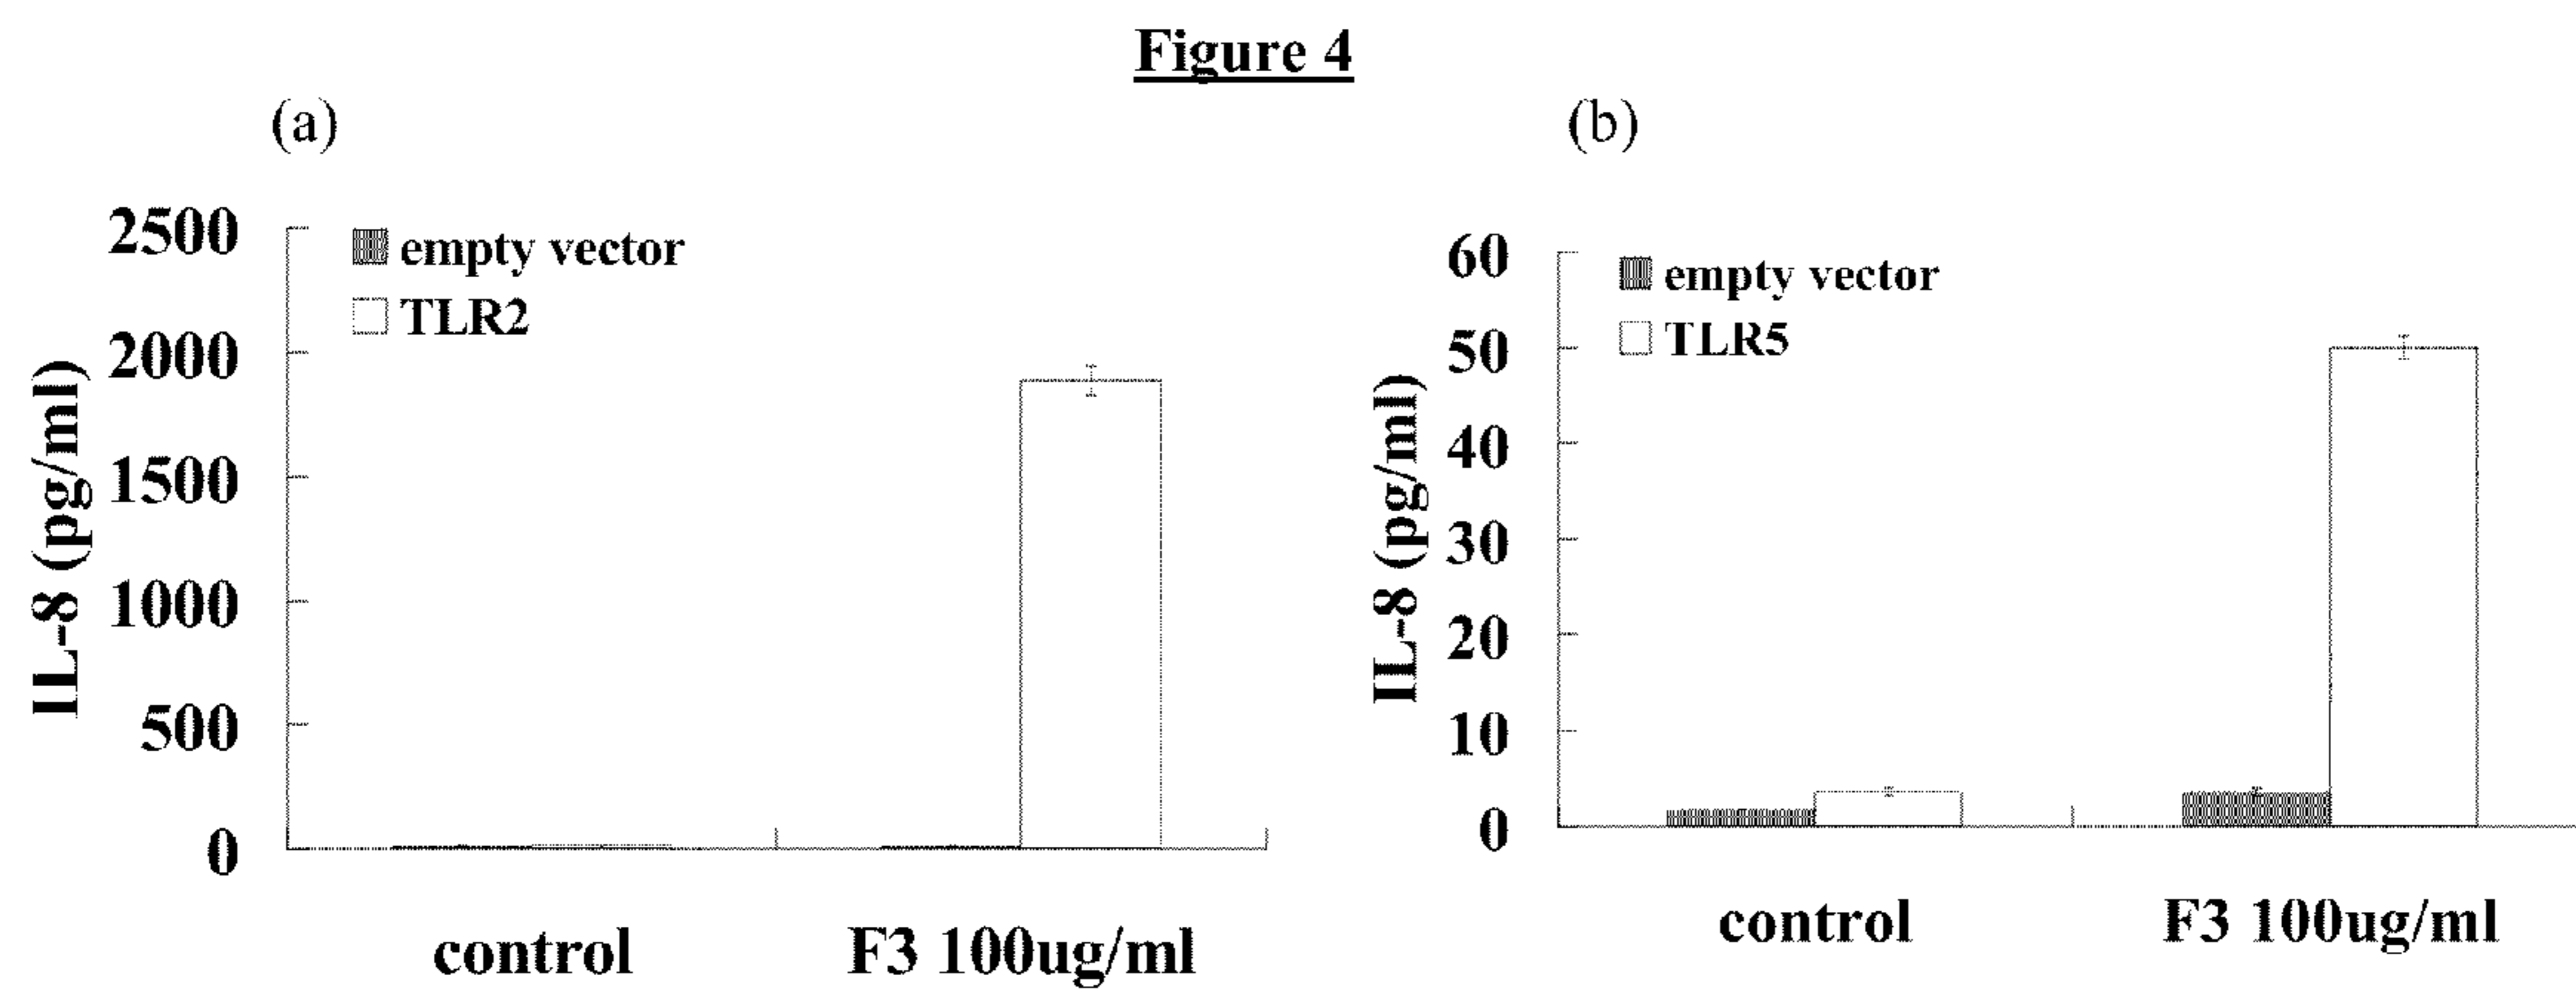 Figure 4
(a)
2500
2000
1500
1000
500
0
IL-8 (pg/ml)
empty vector
TLR2
control
F3 100ug/ml
(b)
60
50
40
30
20
10
0
IL-8 (pg/ml)
empty vector
TLR5
control
F3 100ug/ml